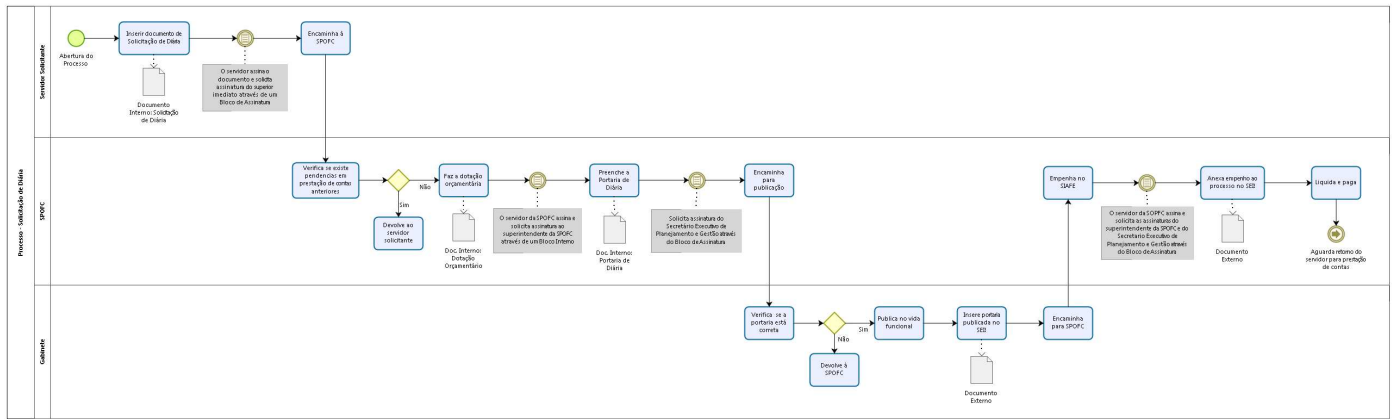 Processo - Solicitação de Diária
Servidor Solicitante
Abertura do
Processo
Inserir documento de
Solicitação de Diária
Documento
Interno: Solicitação
de Diária
O servidor assina o
documento e solicita
assinatura do superior
imediato através de um
Bloco de Assinatura
Encaminha à
SPOFC
SPOFC
Verifica se existe
pendencias em
prestação de contas
anteriores
Não
Sim
Devolve ao
servidor
solicitante
Faz a dotação
orçamentária
Doc. Interno:
Dotação
Orçamentário
O servidor da SPOFC assina e
solicita assinatura ao
superintendente da SPOFC
através de um Bloco Interno
Preenche a
Portaria de
Diária
Doc. Interno:
Portaria de
Diária
Solicita assinatura do
Secretário Executivo de
Planejamento e Gestão através
do Bloco de Assinatura
Encaminha
para
publicação
Empenha no
SIAFE
O servidor da SOPFC assina e
solicita as assinaturas do
superintendente da SPOFC e do
Secretário Executivo de
Planejamento e Gestão através
do Bloco de Assinatura
Anexa empenho ao
processo no SEI!
Documento
Externo
Liquida e paga
Aguarda retorno do
servidor para prestação
de contas
Gabinete
Verifica se a
portaria está
correta
Sim
Não
Devolve à
SPOFC
Publica no vida
funcional
Insere portaria
publicada no
SEI!
Documento
Externo
Encaminha
para SPOFC